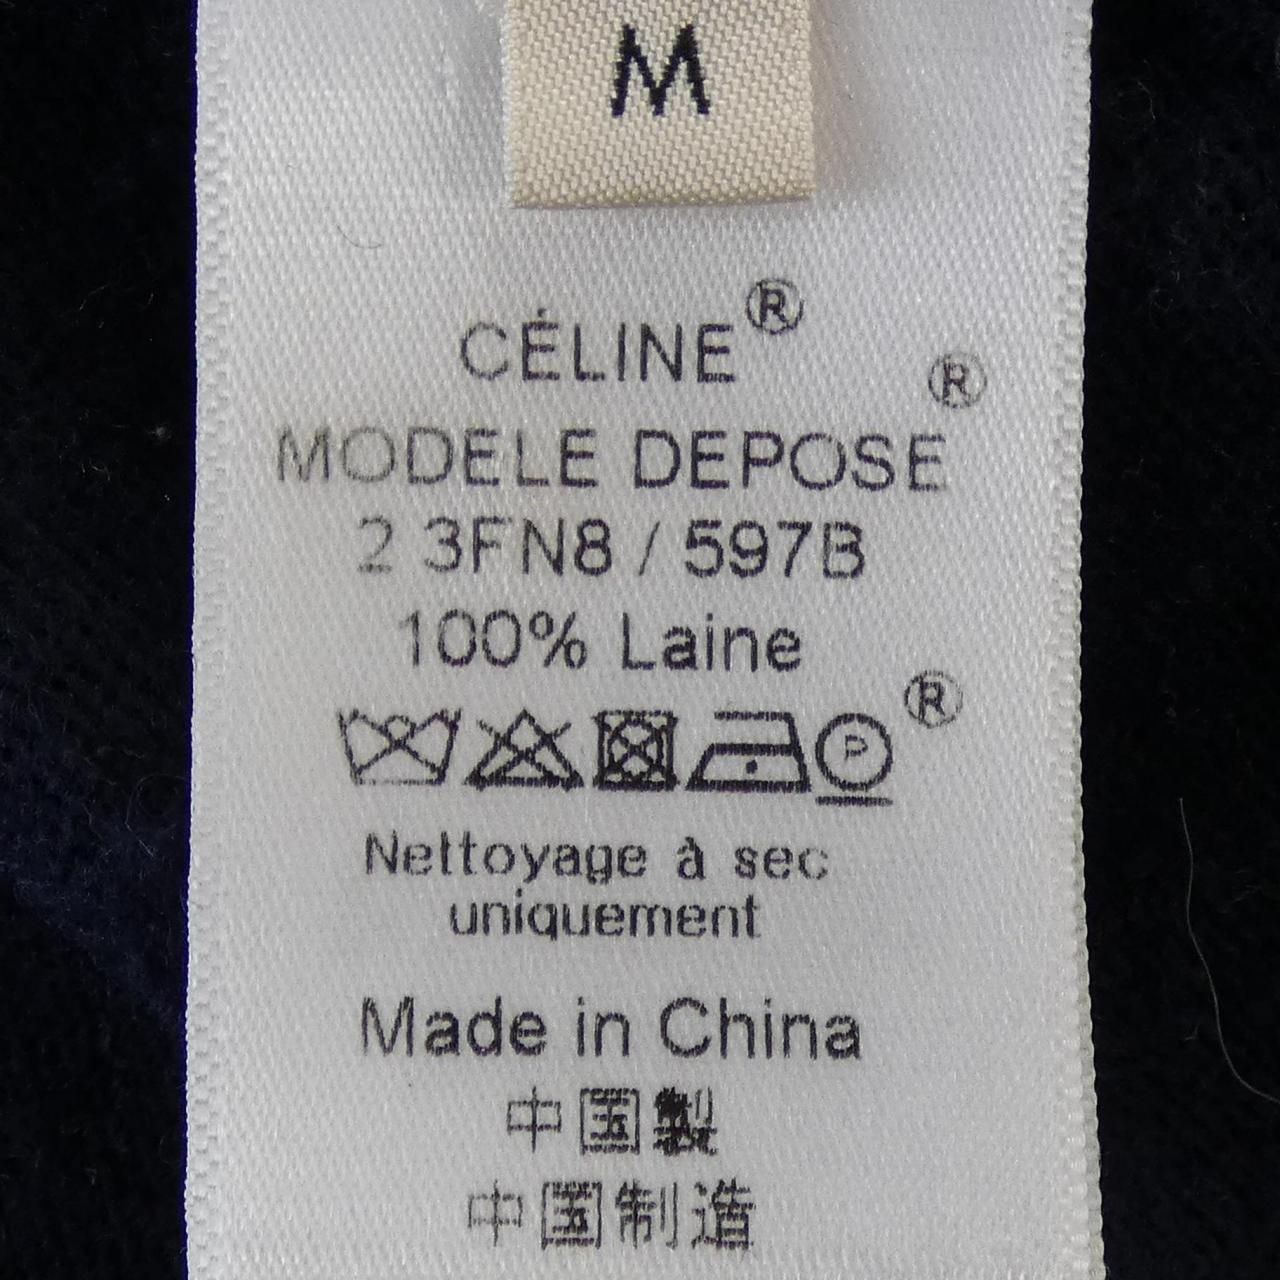 M
CÉLINE®
MODELE DEPOSE®
2 3FN8 / 597B
100% Laine
P ®
Nettoyage à sec
uniquement
Made in China
中国製
中国制造